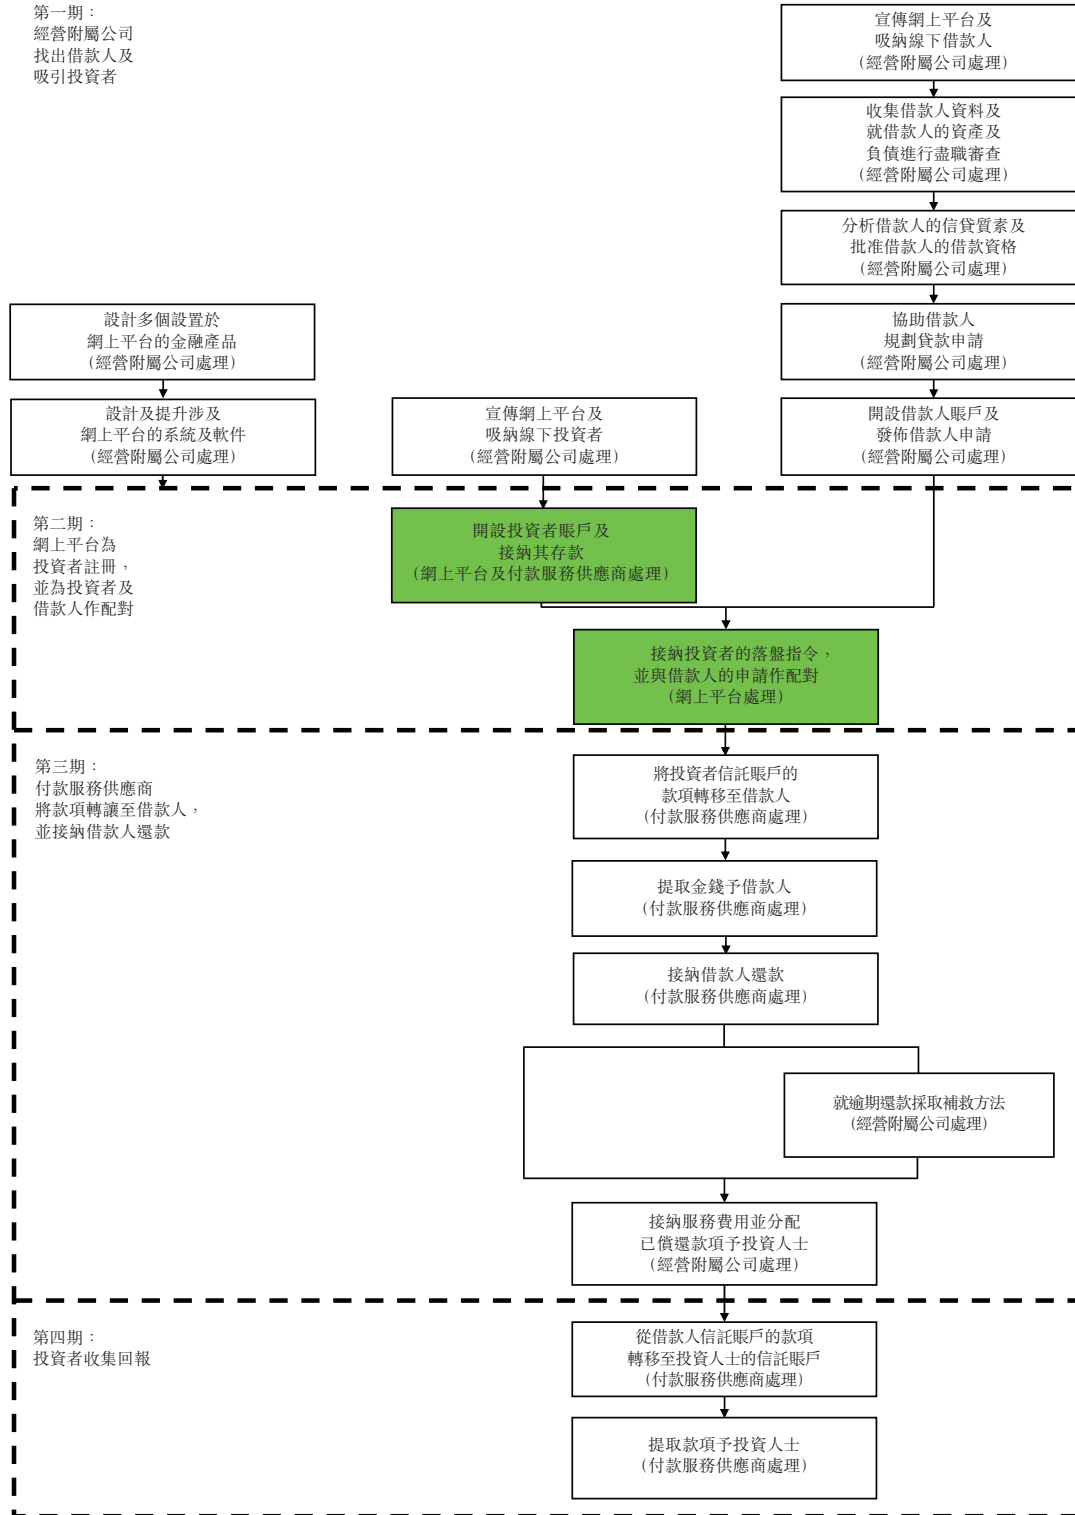 第一期：
經營附屬公司
找出借款人及
吸引投資者
宣傳網上平台及
吸納線下借款人
（經營附屬公司處理）
收集借款人資料及
就借款人的資產及
負債進行盡職審查
（經營附屬公司處理）
分析借款人的信貸質素及
批准借款人的借款資格
（經營附屬公司處理）
設計多個設置於
網上平台的金融產品
（經營附屬公司處理）
協助借款人
規劃貸款申請
（經營附屬公司處理）
設計及提升涉及
網上平台的系統及軟件
（經營附屬公司處理）
宣傳網上平台及
吸納線下投資者
（經營附屬公司處理）
開設借款人賬戶及
發佈借款人申請
（經營附屬公司處理）
第二期：
網上平台為
投資者註冊，
並為投資者及
借款人作配對
開設投資者賬戶及
接納其存款
（網上平台及付款服務供應商處理）
接納投資者的落盤指令，
並與借款人的申請作配對
（網上平台處理）
第三期：
付款服務供應商
將款項轉讓至借款人，
並接納借款人還款
將投資者信託賬戶的
款項轉移至借款人
（付款服務供應商處理）
提取金錢予借款人
（付款服務供應商處理）
接納借款人還款
（付款服務供應商處理）
就逾期還款採取補救方法
（經營附屬公司處理）
接納服務費用並分配
已償還款項予投資人士
（經營附屬公司處理）
第四期：
投資者收集回報
從借款人信託賬戶的款項
轉移至投資人士的信託賬戶
（付款服務供應商處理）
提取款項予投資人士
（付款服務供應商處理）